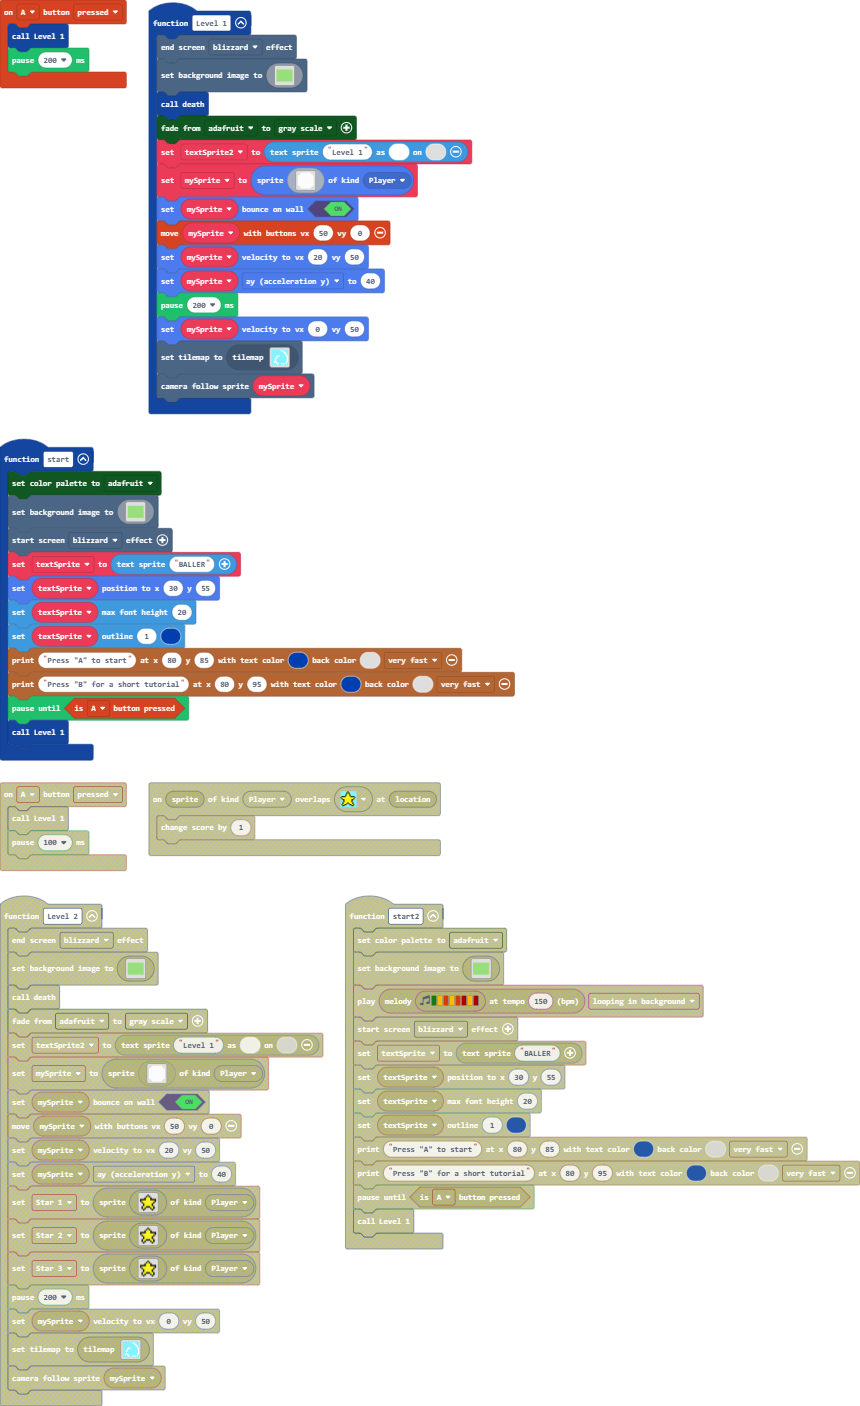 on A button pressed
call Level 1
pause 200 ms
function Level 1
end screen blizzard effect
set background image to
call death
fade from adafruit to gray scale
set textSprite2 to text sprite "Level 1" as on
set mySprite to sprite of kind Player
set mySprite bounce on wall ON
move mySprite with buttons vx 50 vy 0
set mySprite velocity to vx 20 vy 50
set mySprite ay (acceleration y) to 40
pause 200 ms
set mySprite velocity to vx 0 vy 50
set tilemap to tilemap
camera follow sprite mySprite
function start
set color palette to adafruit
set background image to
start screen blizzard effect
set textSprite to text sprite "BALLER"
set textSprite position to x 30 y 55
set textSprite max font height 20
set textSprite outline 1
print "Press "A" to start" at x 80 y 85 with text color back color very fast
print "Press "B" for a short tutorial" at x 80 y 95 with text color back color very fast
pause until is A button pressed
call Level 1
on A button pressed
call Level 1
pause 100 ms
on sprite of kind Player overlaps at location
change score by 1
function Level 2
end screen blizzard effect
set background image to
call death
fade from adafruit to gray scale
set textSprite2 to text sprite "Level 1" as on
set mySprite to sprite of kind Player
set mySprite bounce on wall ON
move mySprite with buttons vx 50 vy 0
set mySprite velocity to vx 20 vy 50
set mySprite ay (acceleration y) to 40
set Star 1 to sprite of kind Player
set Star 2 to sprite of kind Player
set Star 3 to sprite of kind Player
pause 200 ms
set mySprite velocity to vx 0 vy 50
set tilemap to tilemap
camera follow sprite mySprite
function start2
set color palette to adafruit
set background image to
play melody at tempo 150 (bpm) looping in background
start screen blizzard effect
set textSprite to text sprite "BALLER"
set textSprite position to x 30 y 55
set textSprite max font height 20
set textSprite outline 1
print "Press "A" to start" at x 80 y 85 with text color back color very fast
print "Press "B" for a short tutorial" at x 80 y 95 with text color back color very fast
pause until is A button pressed
call Level 1